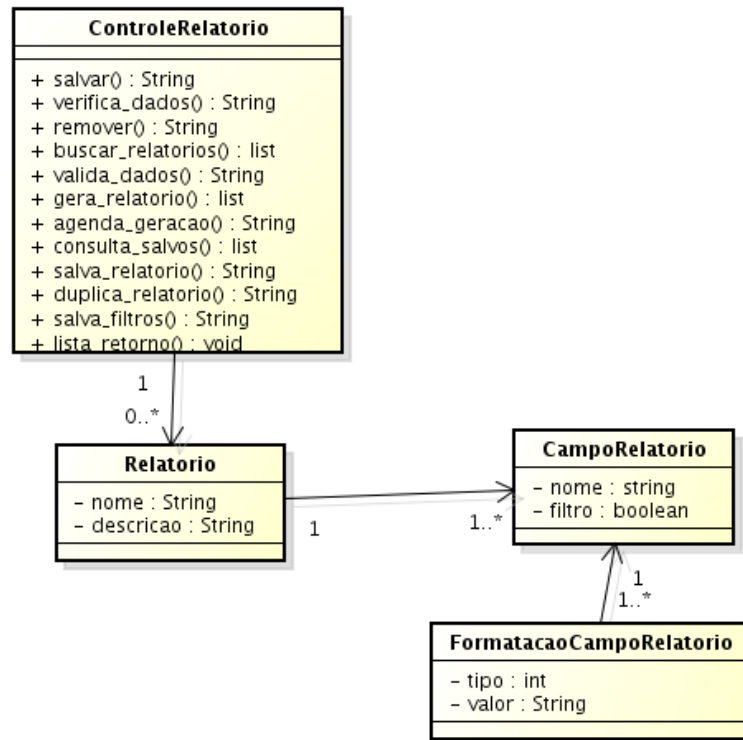 ControleRelatorio
+ salvar() : String
+ verifica_dados() : String
+ remover() : String
+ buscar_relatorios() : list
+ valida_dados() : String
+ gera_relatorio() : list
+ agenda_geracao() : String
+ consulta_salvos() : list
+ salva_relatorio() : String
+ duplica_relatorio() : String
+ salva_filtros() : String
+ lista_retorno() : void
1
0..*
Relatorio
- nome : String
- descricao : String
1
1..*
CampoRelatorio
- nome : string
- filtro : boolean
1
1..*
FormatacaoCampoRelatorio
- tipo : int
- valor : String